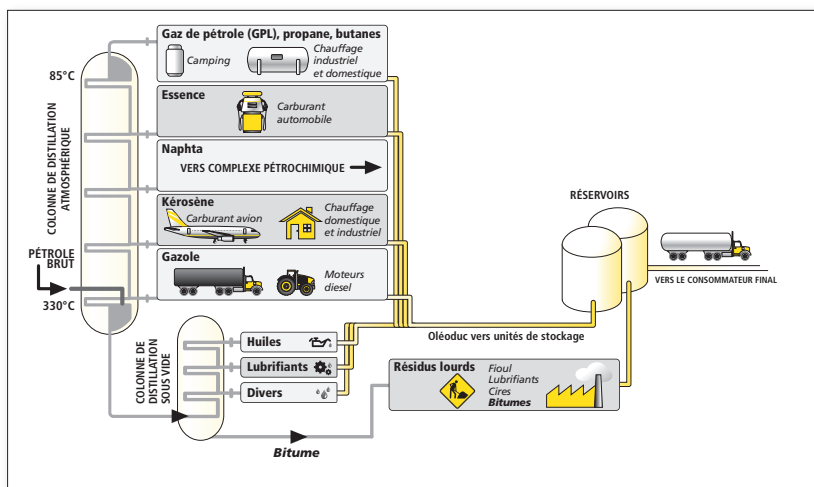 Gaz de pétrole (GPL), propane, butanes
Camping
Chauffage
industriel
et domestique
85°C
Essence
Carburant
automobile
COLONNE DE DISTILLATION
ATMOSPHÉRIQUE
Naphta
VERS COMPLEXE PÉTROCHIMIQUE
Kérosène
Carburant avion
Chauffage
domestique
et industriel
RÉSERVOIRS
PÉTROLE
BRUT
Gazole
Moteurs
diesel
VERS LE CONSOMMATEUR FINAL
330°C
Oléoduc vers unités de stockage
COLONNE DE
DISTILLATION
SOUS VIDE
Huiles
Lubrifiants
Divers
Résidus lourds
Fioul
Lubrifiants
Cires
Bitumes
Bitume